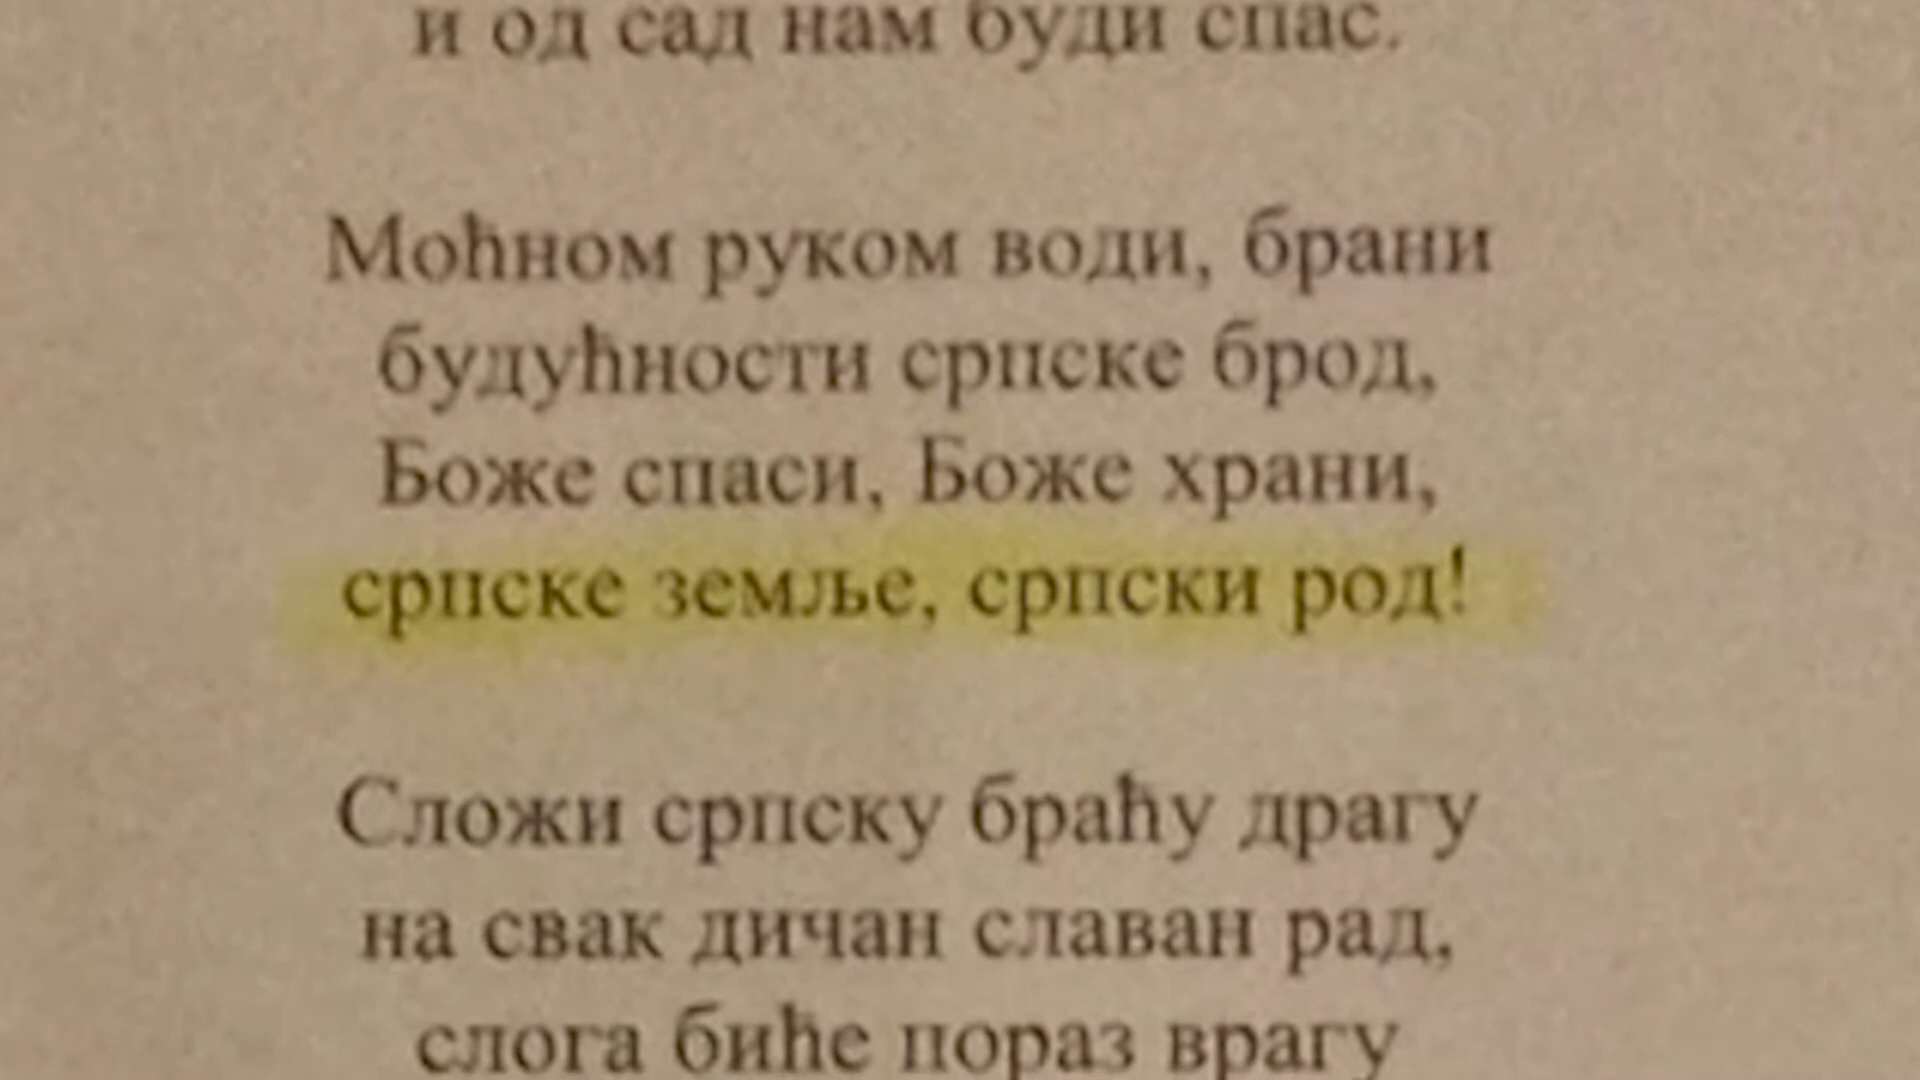 и од сад нам буди спас.
Моћном руком води, брани
будућности српске брод,
Боже спаси, Боже храни,
српске земље, српски род!
Сложи српску браћу драгу
на свак дичан славан рад,
слога биће пораз врагу